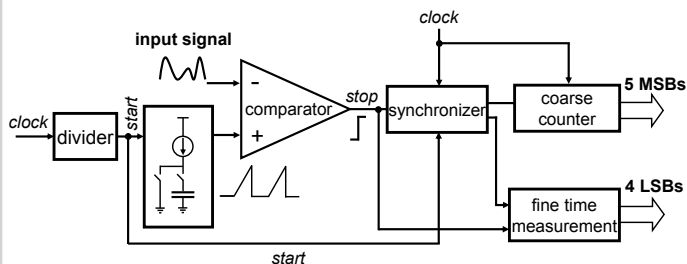 clock
input signal
5 MSBs
clock
divider
start
−
+
comparator
stop
synchronizer
coarse
counter
4 LSBs
fine time
measurement
start